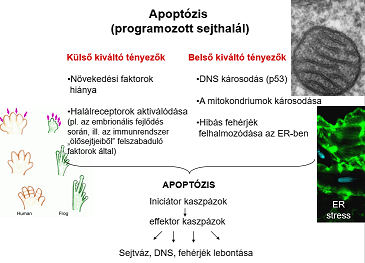 Apoptózis
(programozott sejthalál)
Külső kiváltó tényezők
•Növekedési faktorok
hiánya
•Halálreceptorok aktiválódása
(pl. az embrionális fejlődés
során, ill. az immunrendszer
„ölősejtjeiből” felszabaduló
faktorok által)
Belső kiváltó tényezők
•DNS károsodás (p53)
•A mitokondriumok károsodása
•Hibás fehérjék
felhalmozódása az ER-ben
Human
Frog
ER
stress
APOPTÓZIS
Iniciátor kaszpázok
effektor kaszpázok
Sejtváz, DNS, fehérjék lebontása